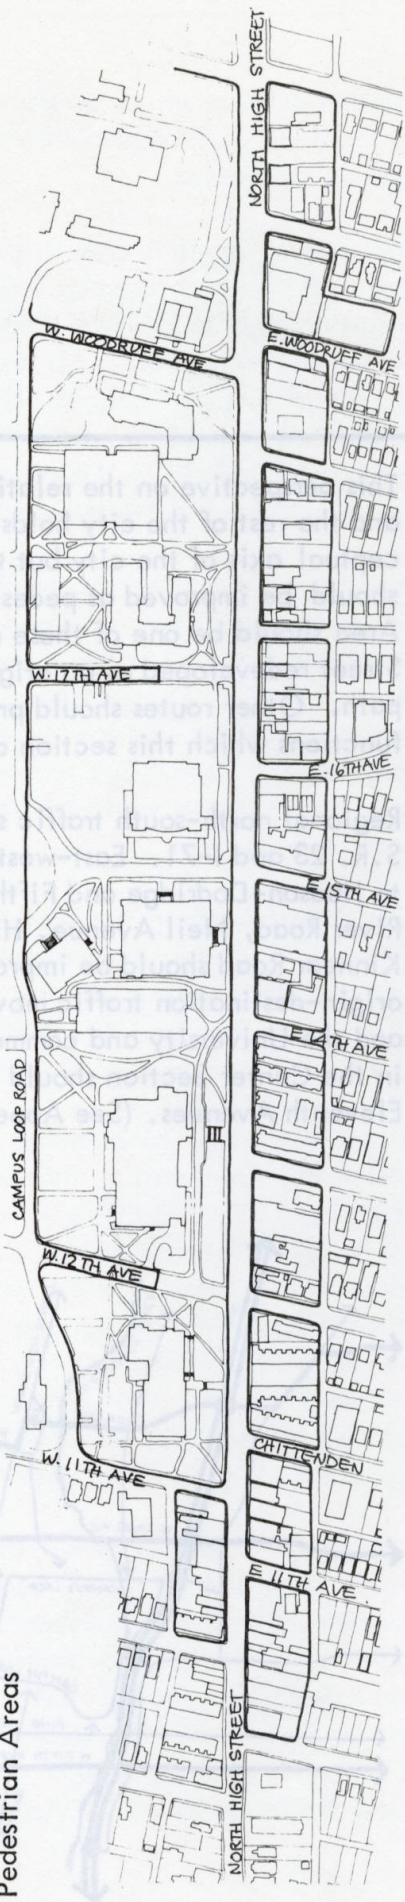 NORTH HIGH STREET
W. WOODRUFF AVE
E. WOODRUFF AVE
W. 17TH AVE
E. 16TH AVE
E. 15TH AVE
E. 14TH AVE
CAMPUS LOOP ROAD
W. 12TH AVE
CHITTENDEN
W. 11TH AVE
E 11TH AVE.
NORTH HIGH STREET
Pedestrian Areas